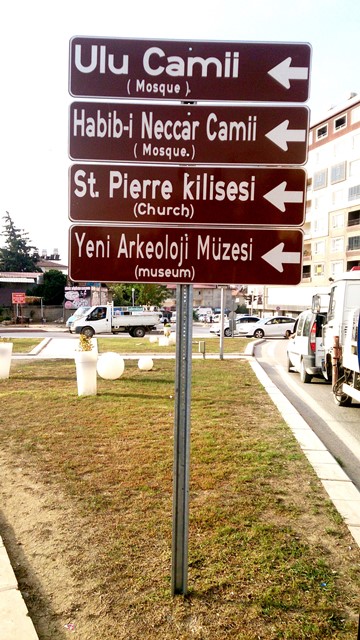 Ulu Camii
( Mosque ).
Habib-i Neccar Camii
( Mosque.)
St. Pierre kilisesi
(Church)
Yeni Arkeoloji Müzesi
(museum)